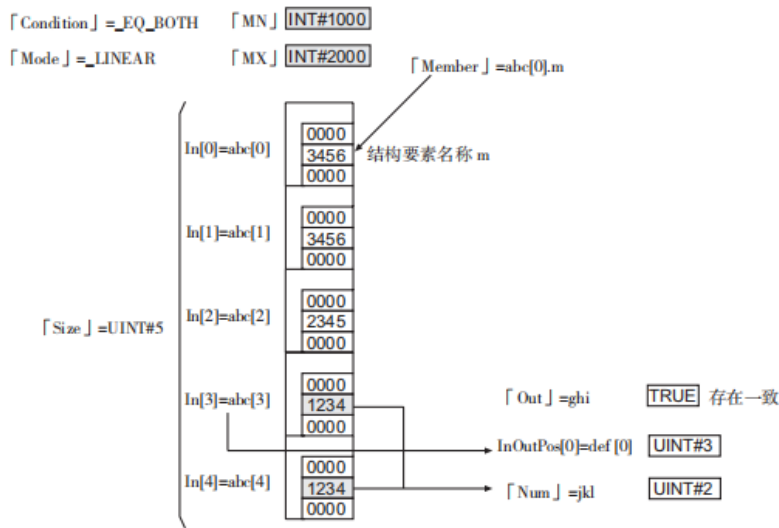 「Condition」=_EQ_BOTH 「MN」 INT#1000
「Mode」=_LINEAR 「MX」 INT#2000
「Member」=abc[0].m
0000
In[0]=abc[0] 3456 结构要素名称 m
0000
0000
In[1]=abc[1] 3456
0000
0000
In[2]=abc[2] 2345
「Size」=UINT#5
0000
0000
In[3]=abc[3] 1234 「Out」=ghi TRUE 存在一致
0000
InOutPos[0]=def [0] UINT#3
0000
In[4]=abc[4] 1234 「Num」=jkl UINT#2
0000